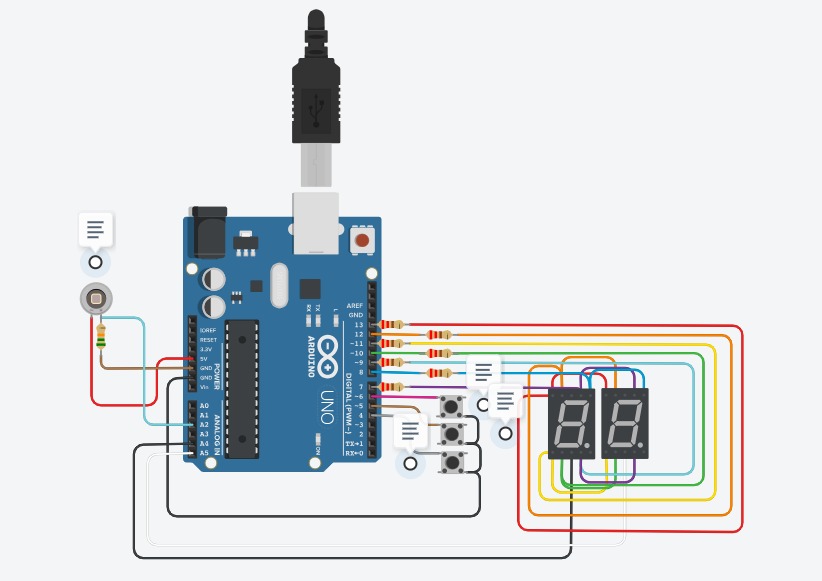 AREF
GND
13
12
~11
~10
~9
8
7
~6
~5
4
~3
2
TX→1
RX←0
RX
TX
L
ARDUINO
UNO
DIGITAL (PWM~)
ON
IOREF
RESET
3.3V
5V
GND
GND
Vin
POWER
A0
A1
A2
A3
A4
A5
ANALOG IN